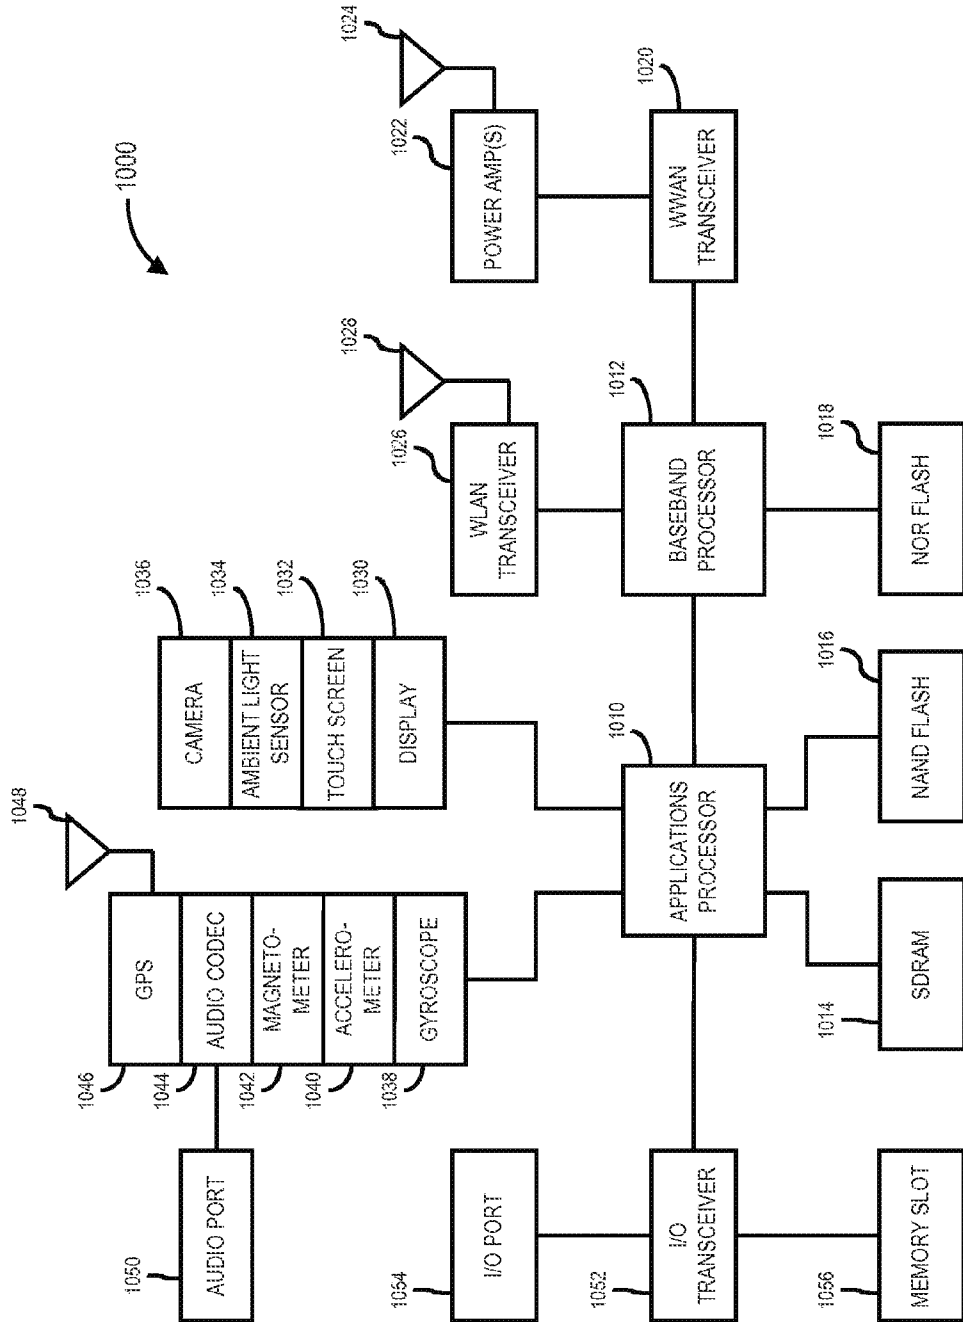 1000
1048
GPS
AUDIO CODEC
MAGNETO-
METER
ACCELERO-
METER
GYROSCOPE
1046
1044
1042
1040
1038
1036
1034
1032
1030
CAMERA
AMBIENT LIGHT
SENSOR
TOUCH SCREEN
DISPLAY
1024
1022
POWER AMP(S)
1028
1026
WLAN
TRANSCEIVER
1020
WWAN
TRANSCEIVER
1012
BASEBAND
PROCESSOR
1010
APPLICATIONS
PROCESSOR
1050
AUDIO PORT
1054
I/O PORT
1052
I/O
TRANSCEIVER
1056
MEMORY SLOT
1014
SDRAM
1016
NAND FLASH
1018
NOR FLASH